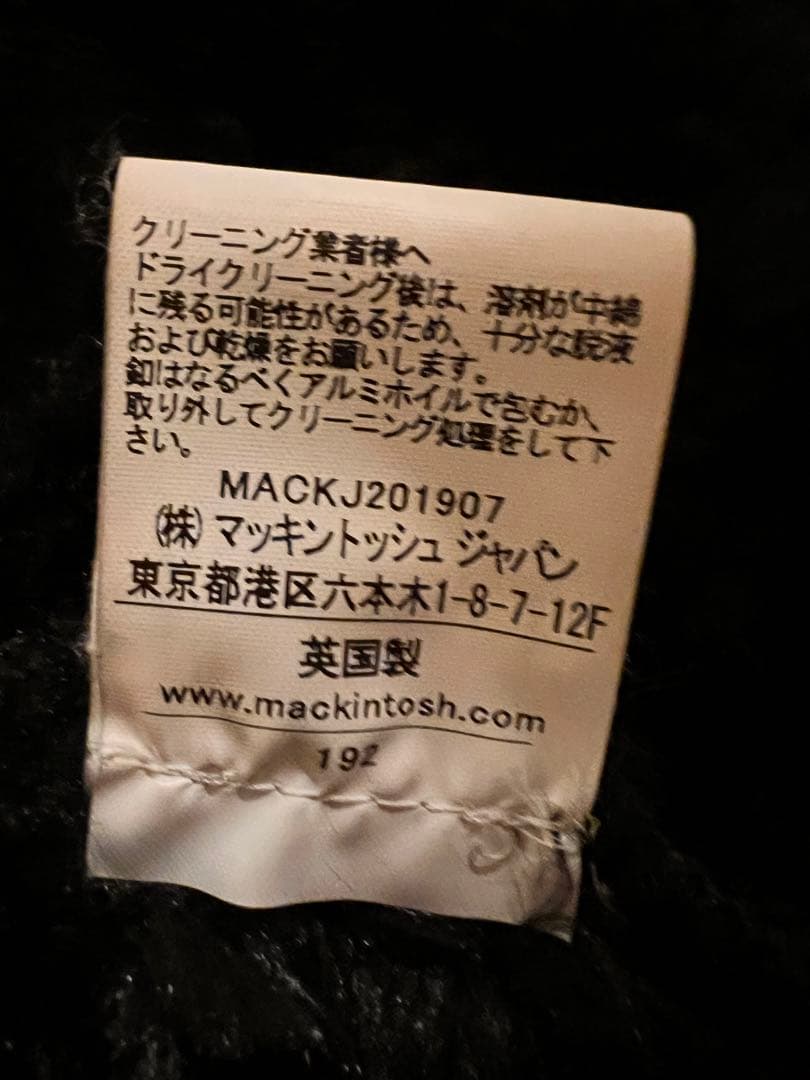 クリーニング業者様へ
ドライクリーニング後は、溶剤が中綿
に残る可能性があるため、十分な脱液
および乾燥をお願いします。
釦はなるべくアルミホイルで包むか、
取り外してクリーニング処理をして下
さい。
MACKJ201907
(株)マッキントッシュ ジャパン
東京都港区六本木1-8-7-12F
英国製
www.mackintosh.com
192